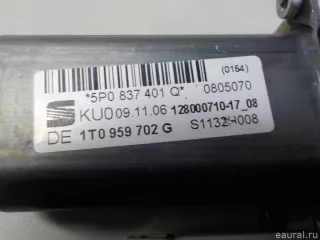 (0154)
*5P0 837 401 Q* 0805070
KU0 09.11.06 128000710-17_08
DE 1T0 959 702 G S1132H008
eaural.ru